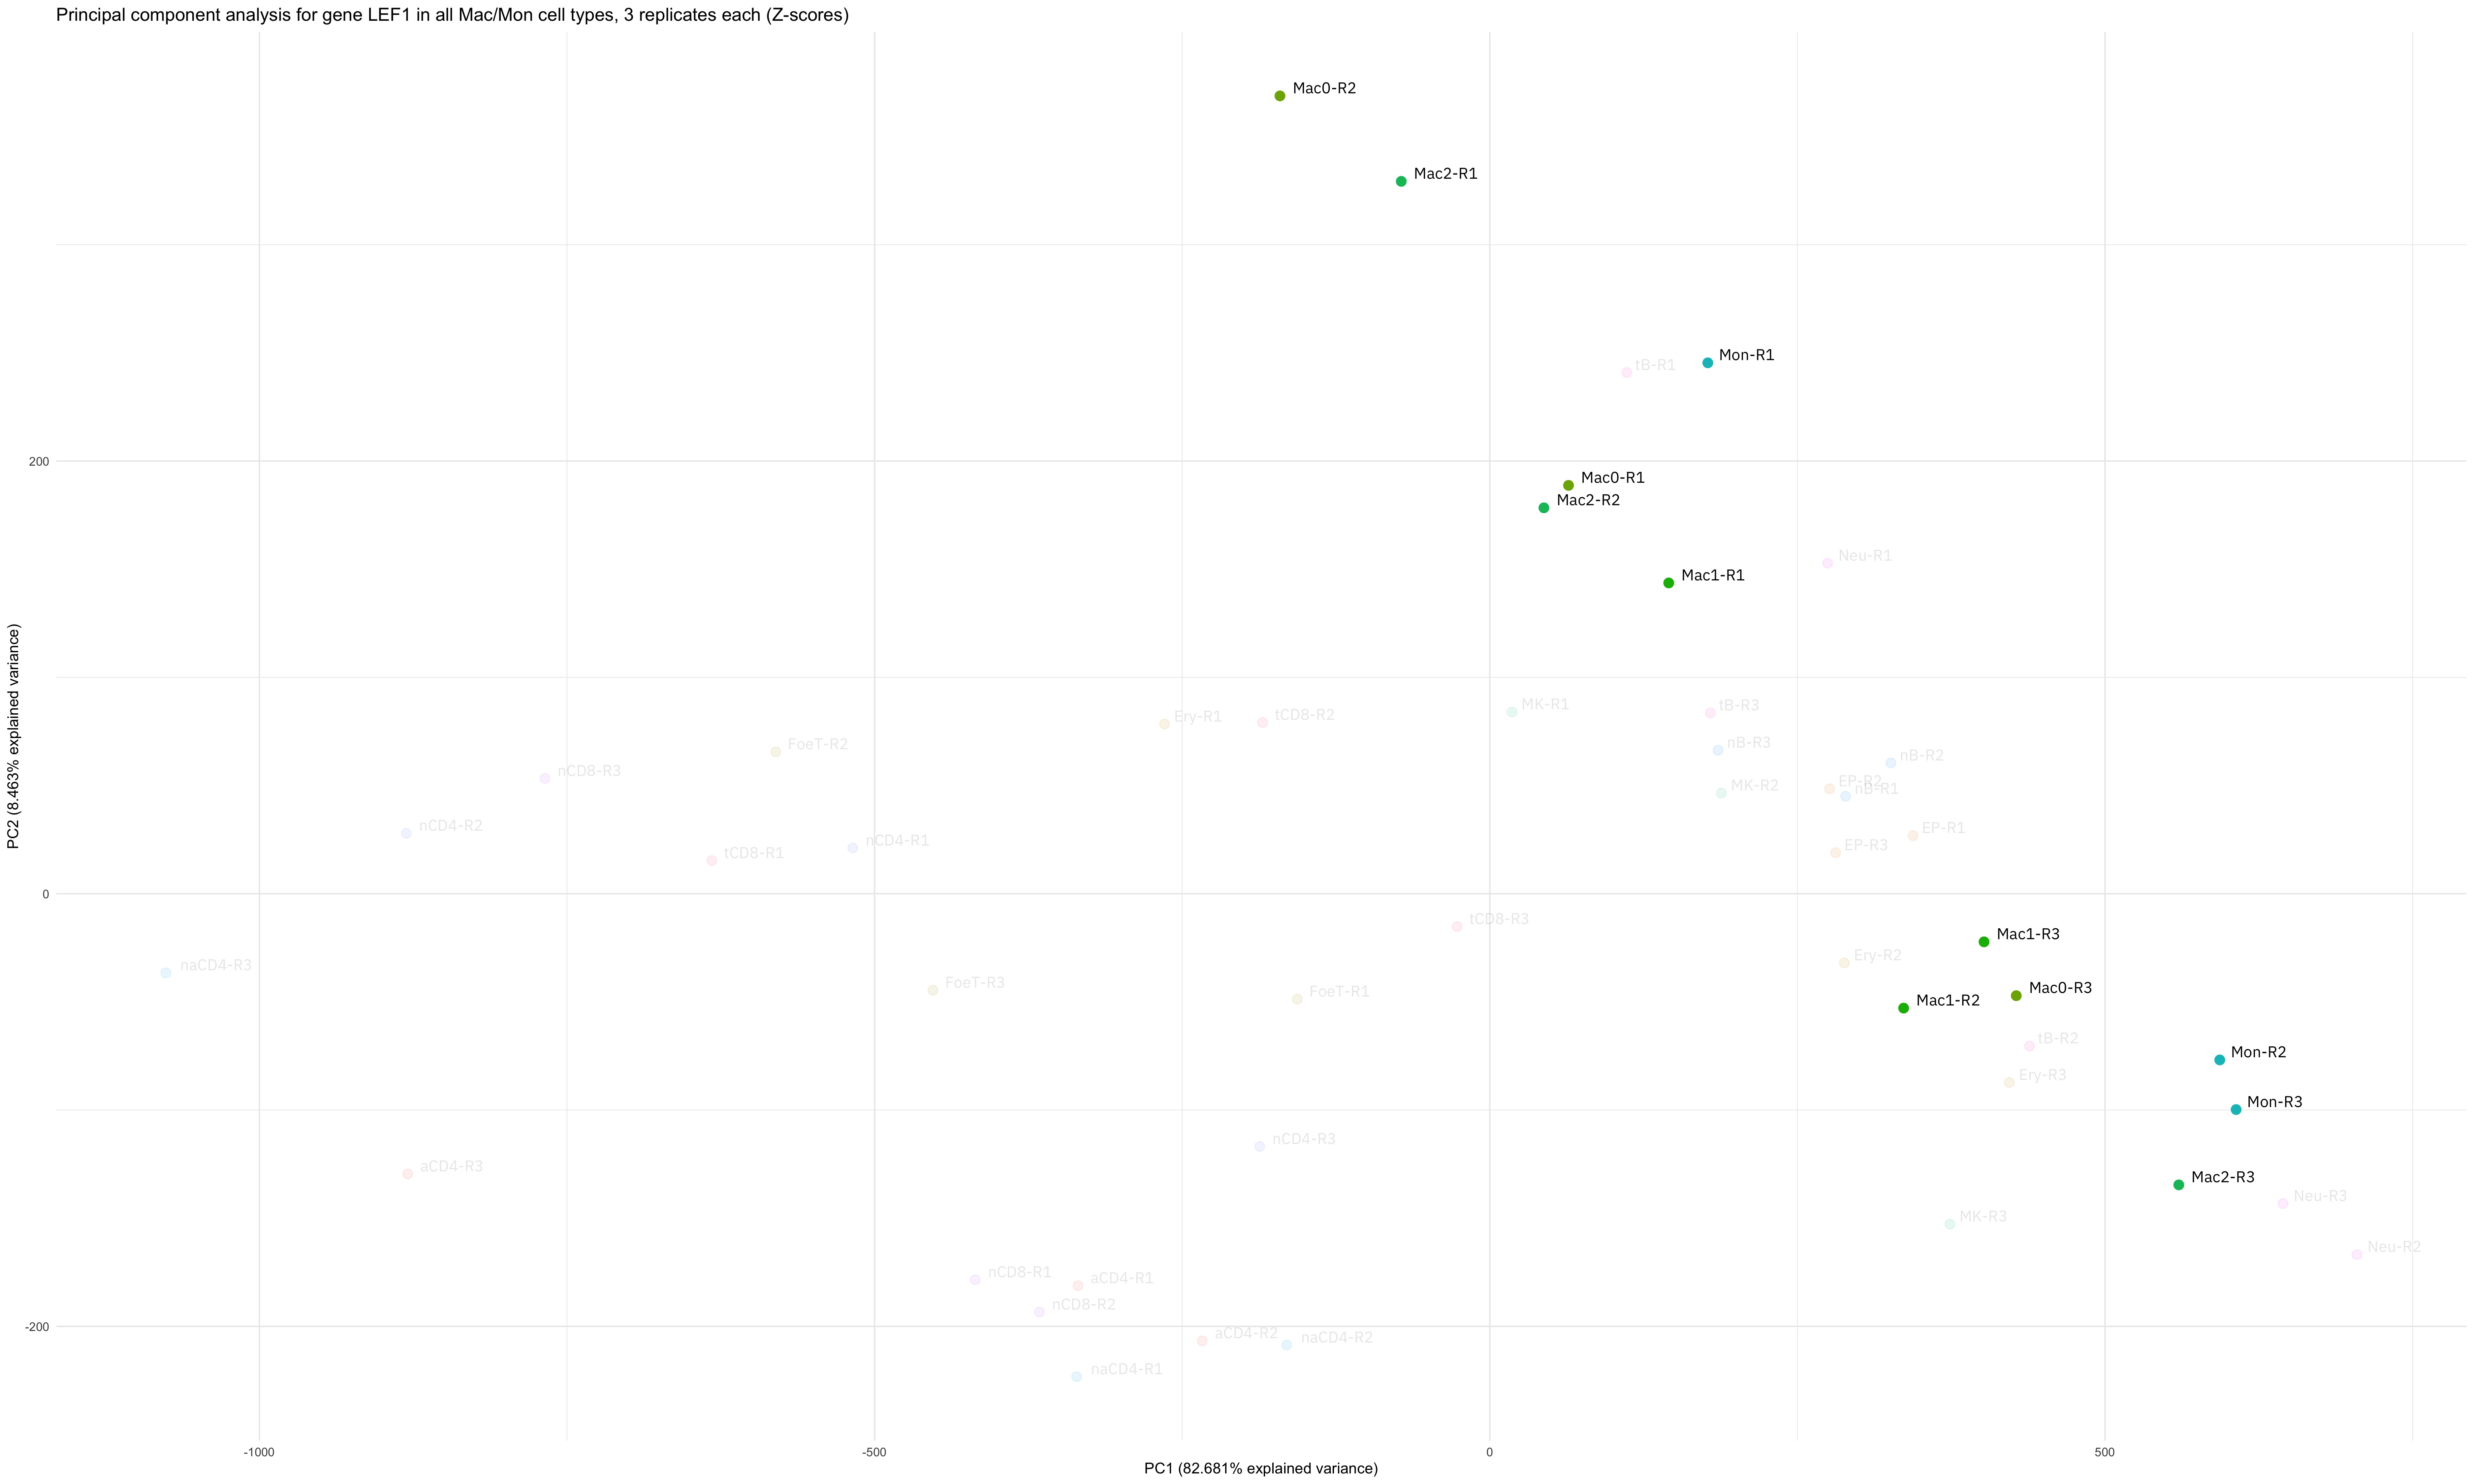 Principal component analysis for gene LEF1 in all Mac/Mon cell types, 3 replicates each (Z-scores)
Mac0-R2
Mac2-R1
Mon-R1
tB-R1
200
Mac0-R1
Mac2-R2
Neu-R1
Mac1-R1
MK-R1
tB-R3
Ery-R1
tCD8-R2
FoeT-R2
nB-R3
nB-R2
nCD8-R3
MK-R2
EP-R2
nB-R1
nCD4-R2
EP-R1
nCD4-R1
tCD8-R1
EP-R3
0
tCD8-R3
Mac1-R3
Ery-R2
naCD4-R3
FoeT-R3
FoeT-R1
Mac0-R3
Mac1-R2
tB-R2
Mon-R2
Ery-R3
Mon-R3
nCD4-R3
aCD4-R3
Mac2-R3
Neu-R3
MK-R3
Neu-R2
nCD8-R1
aCD4-R1
nCD8-R2
-200
aCD4-R2
naCD4-R2
naCD4-R1
-1000
-500
0
500
PC1 (82.681% explained variance)
PC2 (8.463% explained variance)